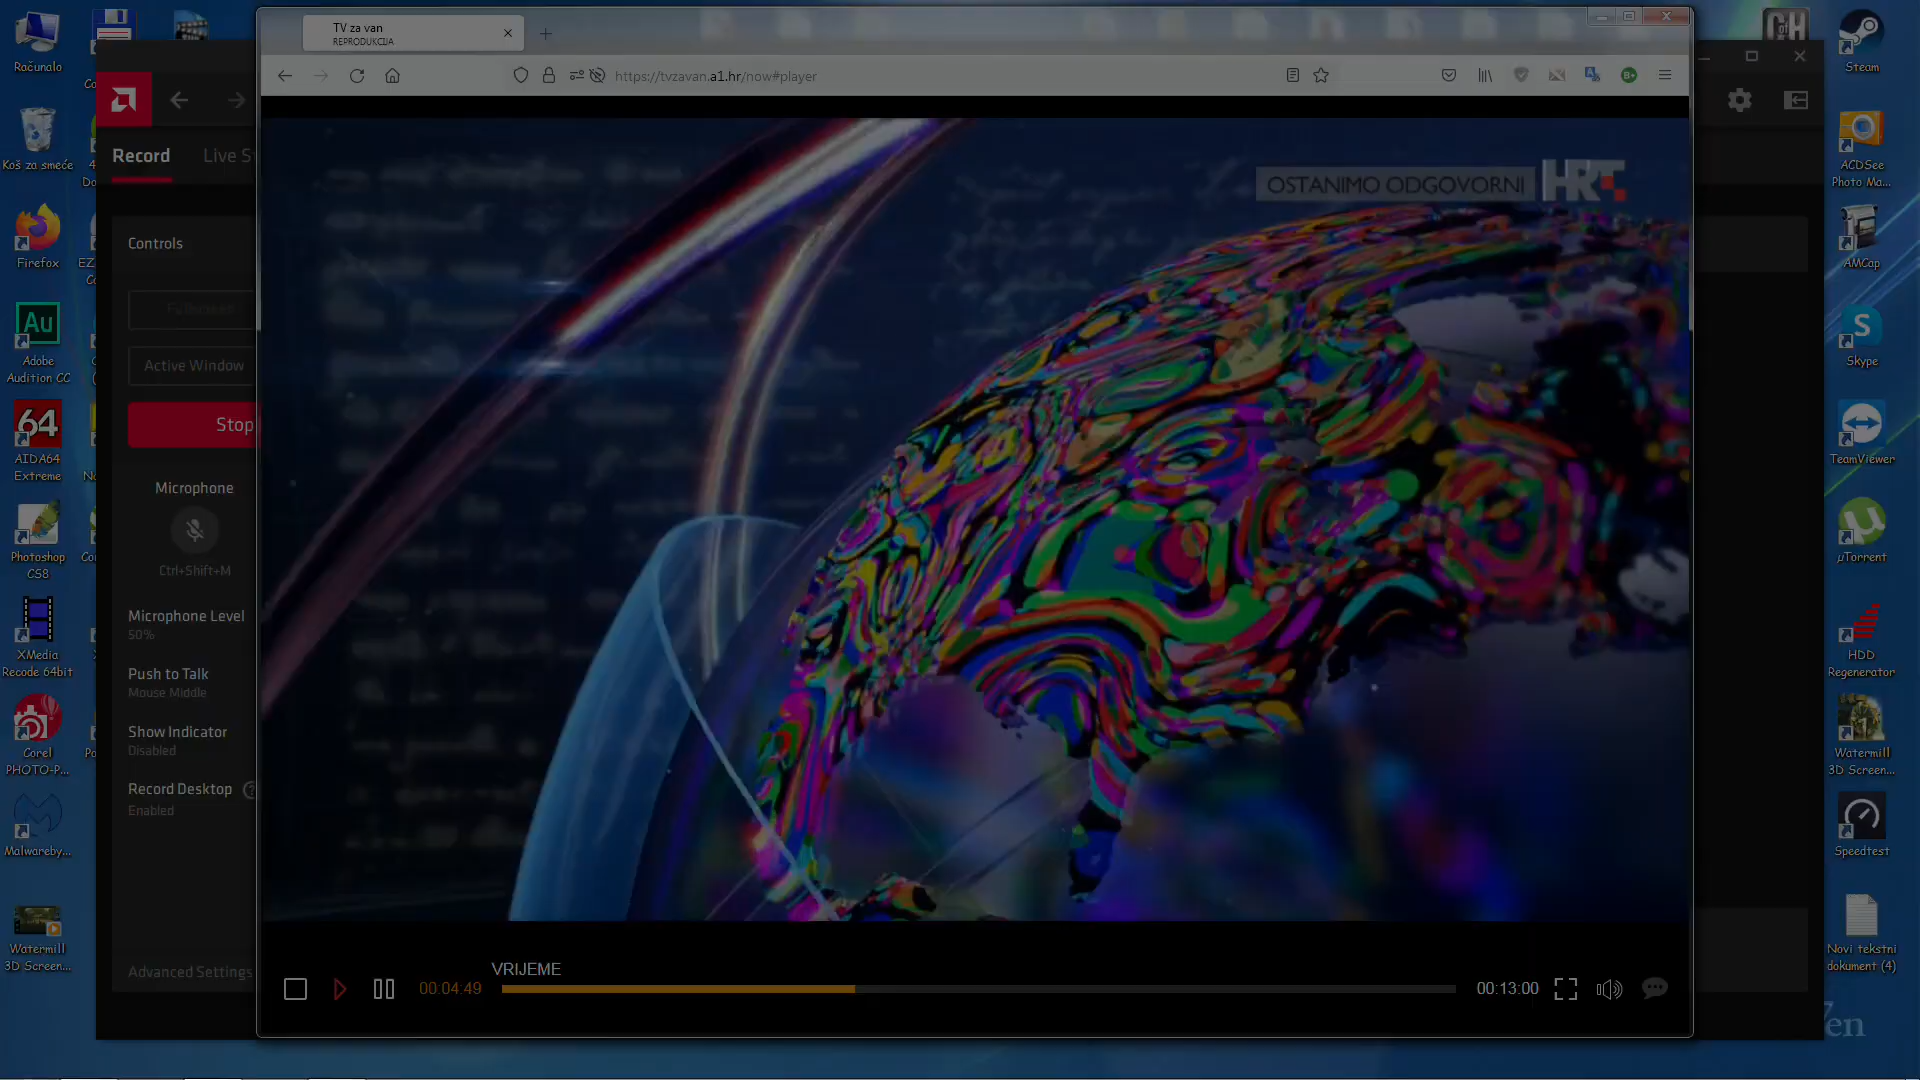 Računalo
Koš za smeće
Firefox
Adobe
Audition CC
64
AIDA64
Extreme
Photoshop
CS8
XMedia
Recode 64bit
Corel
PHOTO-P...
Malwareby...
Watermill
3D Screen...
Record
Live St
Controls
Fullscreen
Active Window
Stop
Microphone
Ctrl+Shift+M
Microphone Level
50%
Push to Talk
Mouse Middle
Show Indicator
Disabled
Record Desktop
Enabled
Advanced Settings
TV za van
REPRODUKCIJA
https://tvzavan.a1.hr/now#player
OSTANIMO ODGOVORNI
HRT
VRIJEME
00:04:49
00:13:00
Steam
ACDSee
Photo Ma...
AMCap
Skype
TeamViewer
µTorrent
HDD
Regenerator
Watermill
3D Screen...
Speedtest
Novi tekstni
dokument (4)